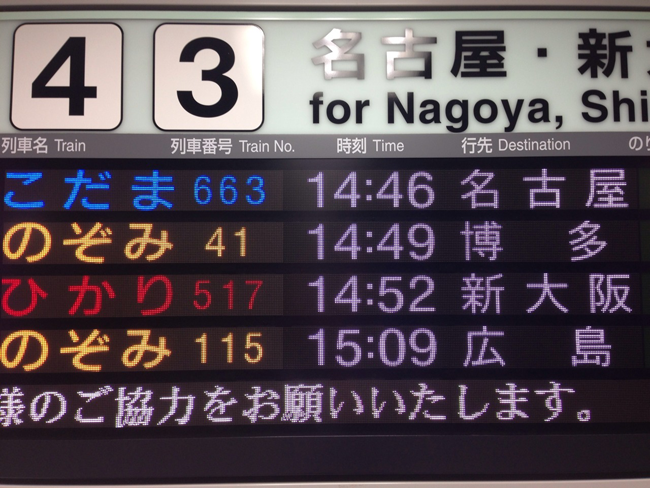 4 3 名古屋・新
for Nagoya, Shi
列車名 Train 列車番号 Train No. 時刻 Time 行先 Destination のり
こだま 663 14:46 名古屋
のぞみ 41 14:49 博多
ひかり 517 14:52 新大阪
のぞみ 115 15:09 広島
様のご協力をお願いいたします。